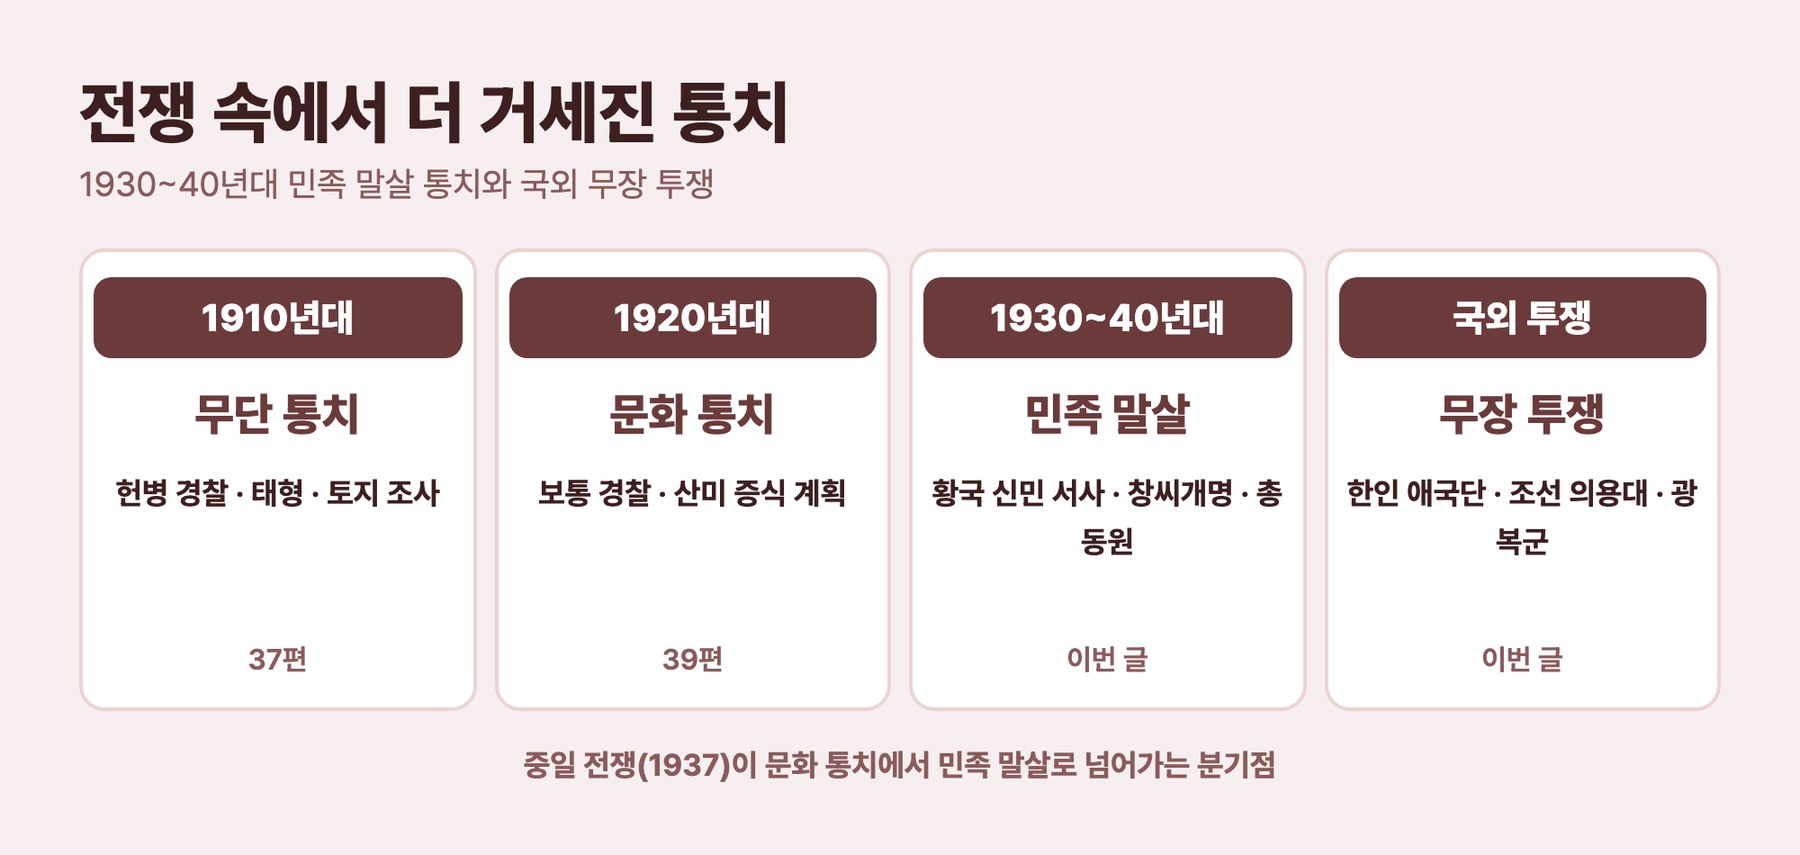 전쟁 속에서 더 거세진 통치
1930~40년대 민족 말살 통치와 국외 무장 투쟁
1910년대
무단 통치
헌병 경찰 · 태형 · 토지 조사
37편
1920년대
문화 통치
보통 경찰 · 산미 증식 계획
39편
1930~40년대
민족 말살
황국 신민 서사 · 창씨개명 · 총
동원
이번 글
국외 투쟁
무장 투쟁
한인 애국단 · 조선 의용대 · 광
복군
이번 글
중일 전쟁(1937)이 문화 통치에서 민족 말살로 넘어가는 분기점